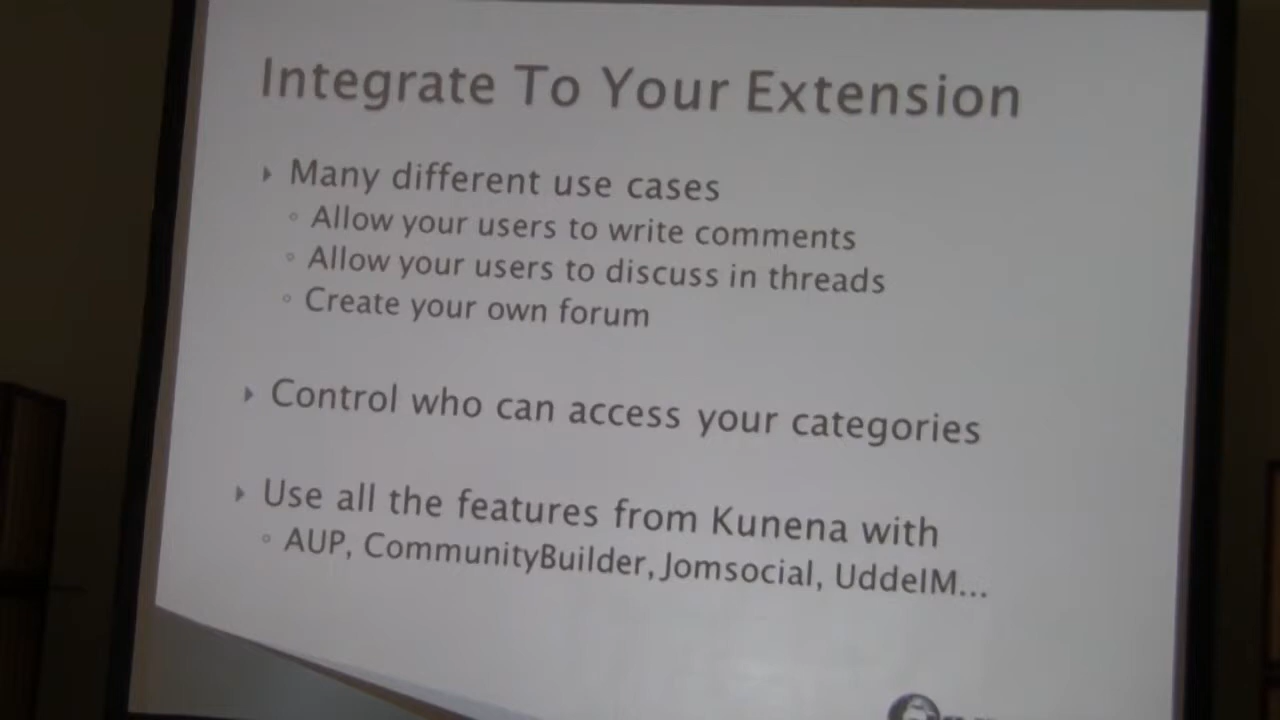 Integrate To Your Extension
Many different use cases
Allow your users to write comments
Allow your users to discuss in threads
Create your own forum
Control who can access your categories
Use all the features from Kunena with
AUP, CommunityBuilder, Jomsocial, UddeIM...